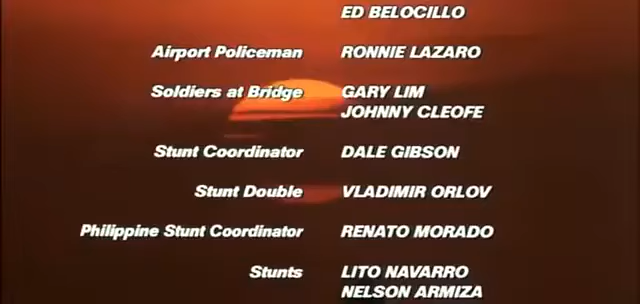 ED BELOCILLO
Airport Policeman RONNIE LAZARO
Soldiers at Bridge GARY LIM
JOHNNY CLEOFE
Stunt Coordinator DALE GIBSON
Stunt Double VLADIMIR ORLOV
Philippine Stunt Coordinator RENATO MORADO
Stunts LITO NAVARRO
NELSON ARMIZA